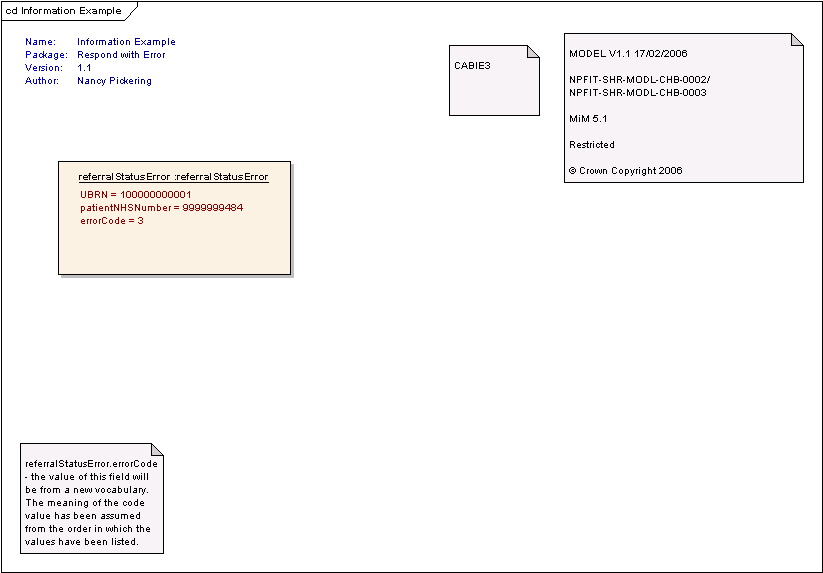 cd Information Example
Name: Information Example
Package: Respond with Error
Version: 1.1
Author: Nancy Pickering
CABIE3
MODEL V1.1 17/02/2006
NPFIT-SHR-MODL-CHB-0002/
NPFIT-SHR-MODL-CHB-0003
MiM 5.1
Restricted
© Crown Copyright 2006
referralStatusError :referralStatusError
UBRN = 100000000001
patientNHSNumber = 9999999484
errorCode = 3
referralStatusError.errorCode
- the value of this field will
be from a new vocabulary.
The meaning of the code
value has been assumed
from the order in which the
values have been listed.